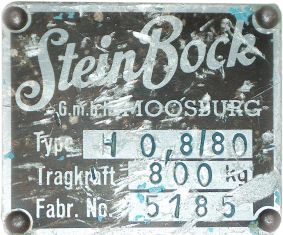 SteinBock
G.m.b.h. MOOSBURG
Type H 0,8/80
Tragkraft 800 kg
Fabr. No. 5185